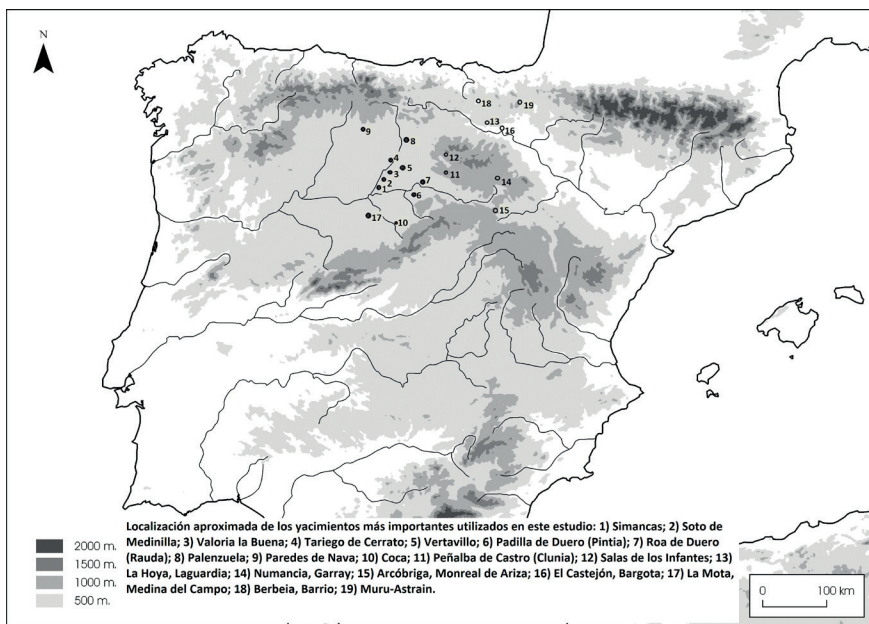 N
18
19
13
16
9
8
12
4
5
11
3
14
7
2
1
6
15
17
10
Localización aproximada de los yacimientos más importantes utilizados en este estudio: 1) Simancas; 2) Soto de
Medinilla; 3) Valoria la Buena; 4) Tariego de Cerrato; 5) Vertavillo; 6) Padilla de Duero (Pintia); 7) Roa de Duero
(Rauda); 8) Palenzuela; 9) Paredes de Nava; 10) Coca; 11) Peñalba de Castro (Clunia); 12) Salas de los Infantes; 13)
La Hoya, Laguardia; 14) Numancia, Garray; 15) Arcóbriga, Monreal de Ariza; 16) El Castejón, Bargota; 17) La Mota,
Medina del Campo; 18) Berbeia, Barrio; 19) Muru-Astrain.
2000 m.
1500 m.
1000 m.
500 m.
0 100 km